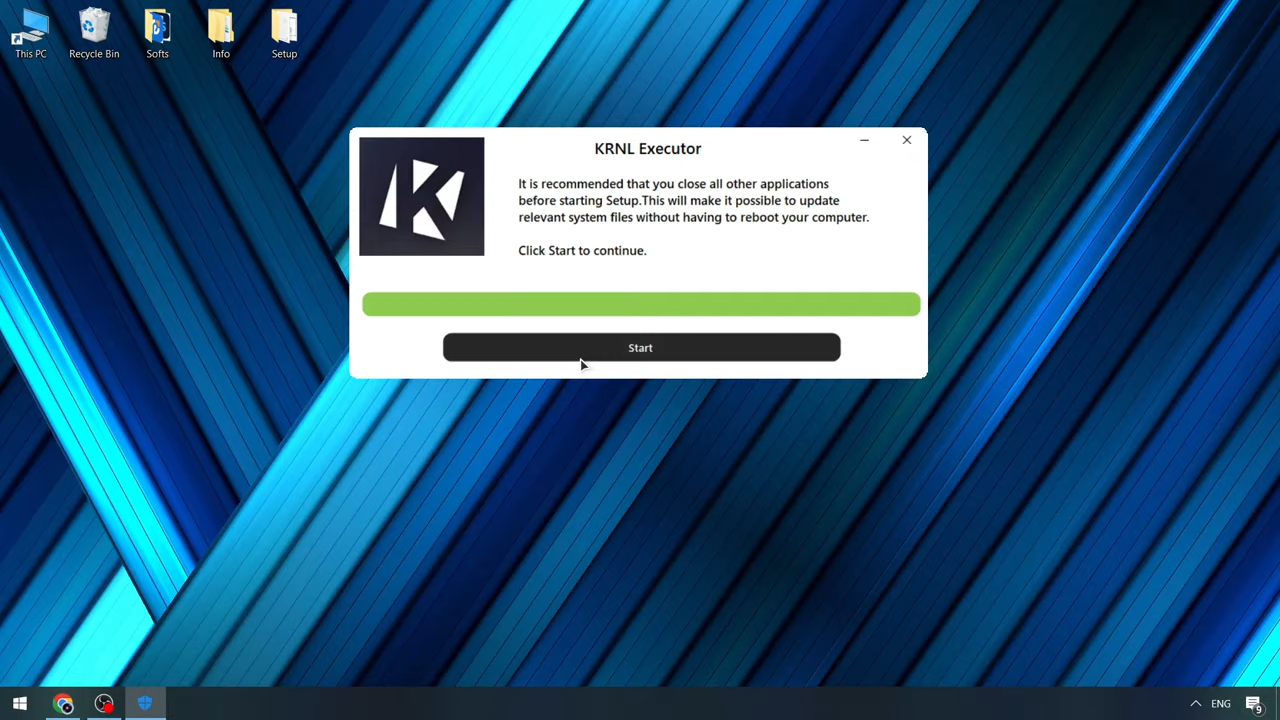 This PC
Recycle Bin
Softs
Info
Setup
KRNL Executor
It is recommended that you close all other applications
before starting Setup.This will make it possible to update
relevant system files without having to reboot your computer.
Click Start to continue.
Start
ENG
9